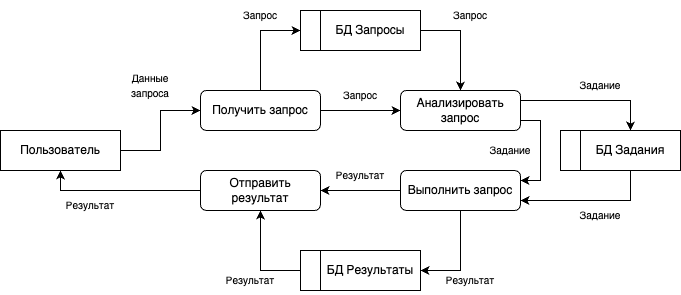 Запрос
Запрос
БД Запросы
Данные
запроса
Запрос
Задание
Получить запрос
Анализировать
запрос
Пользователь
Задание
БД Задания
Результат
Отправить
результат
Выполнить запрос
Результат
Задание
БД Результаты
Результат
Результат